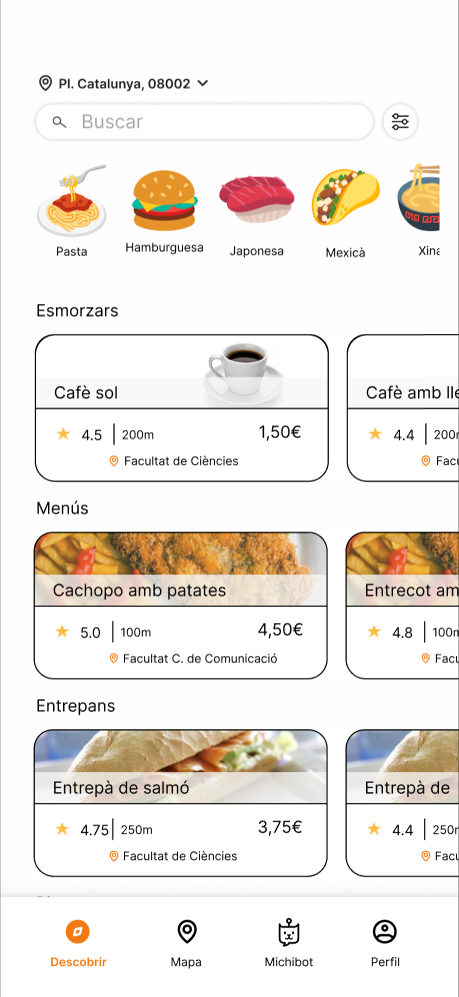 Pl. Catalunya, 08002
Buscar
Pasta
Hamburguesa
Japonesa
Mexicà
Xina
Esmorzars
Cafè sol
Cafè amb lle
4.5
200m
1,50€
4.4
200m
Facultat de Ciències
Facu
Menús
Cachopo amb patates
Entrecot am
5.0
100m
4,50€
4.8
100m
Facultat C. de Comunicació
Facu
Entrepans
Entrepà de salmó
Entrepà de
4.75
250m
3,75€
4.4
250m
Facultat de Ciències
Facu
Descobrir
Mapa
Michibot
Perfil